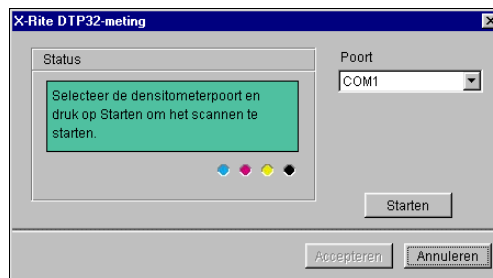 X-Rite DTP32-meting
Status
Selecteer de densitometerpoort en
druk op Starten om het scannen te
starten.
Poort
COM1
Starten
Accepteren
Annuleren